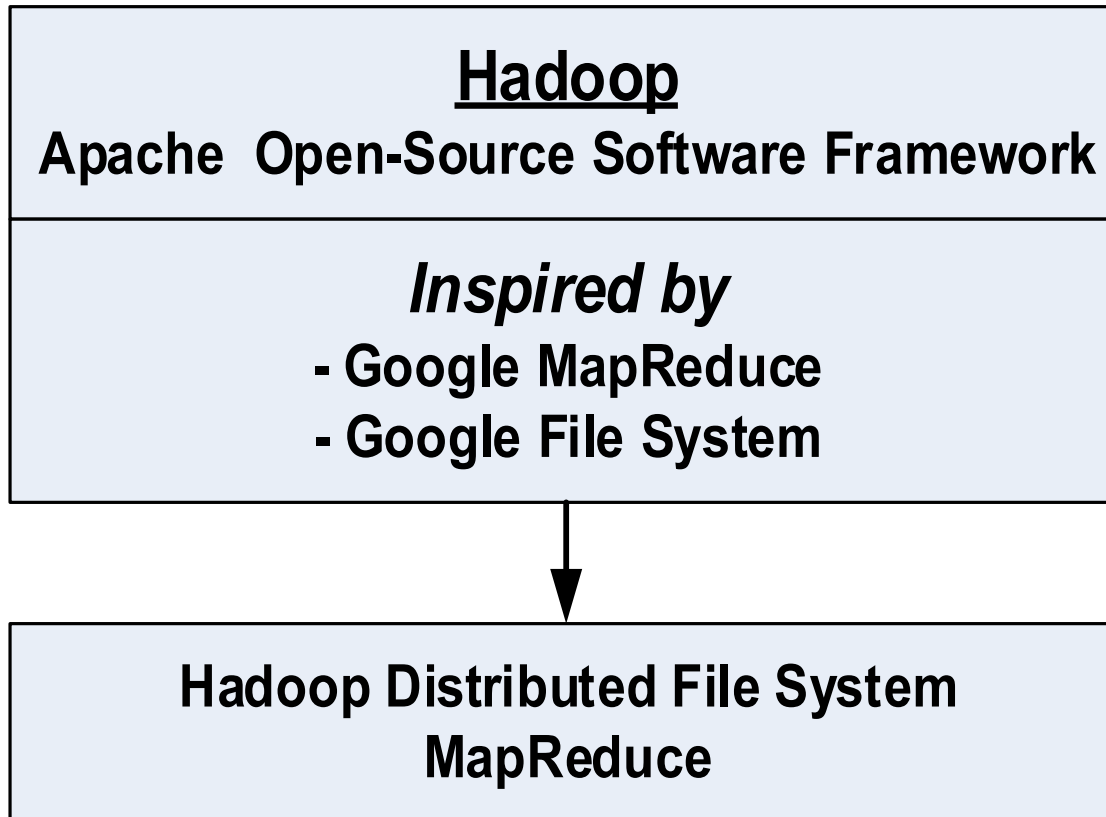 Hadoop
Apache Open-Source Software Framework
Inspired by
- Google MapReduce
- Google File System
Hadoop Distributed File System
MapReduce